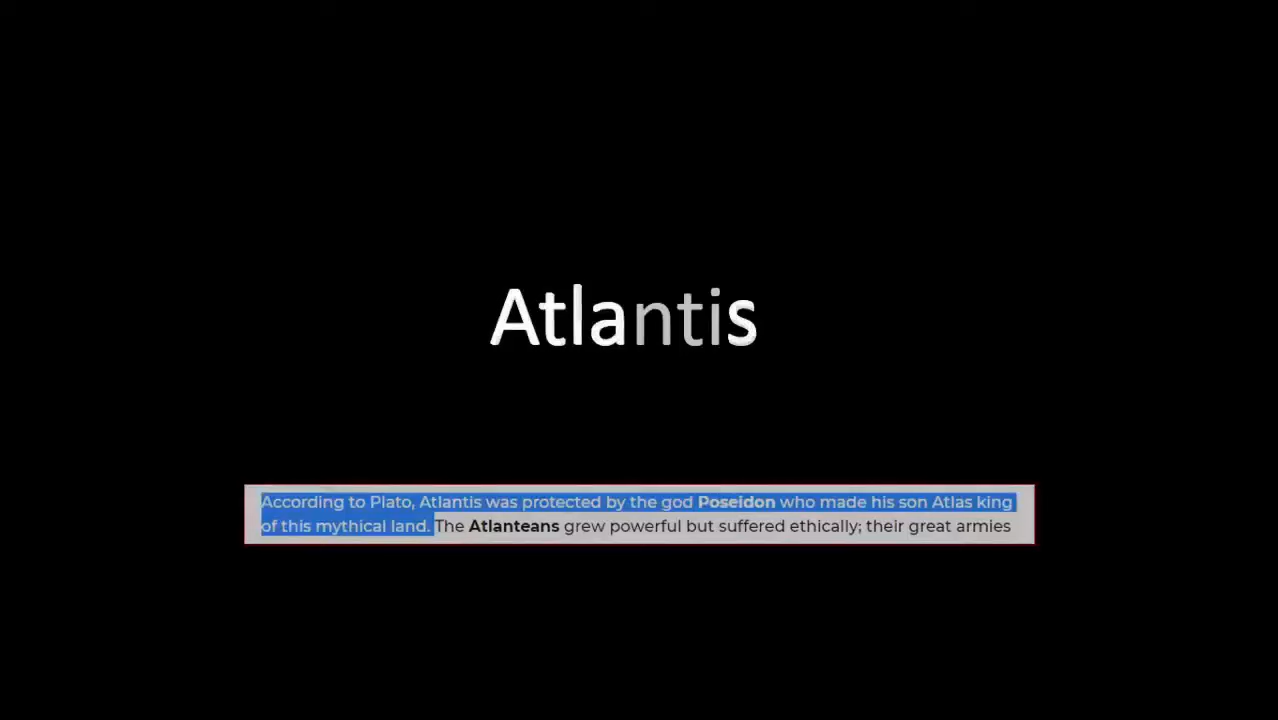 Atlantis
According to Plato, Atlantis was protected by the god Poseidon who made his son Atlas king
of this mythical land. The Atlanteans grew powerful but suffered ethically; their great armies